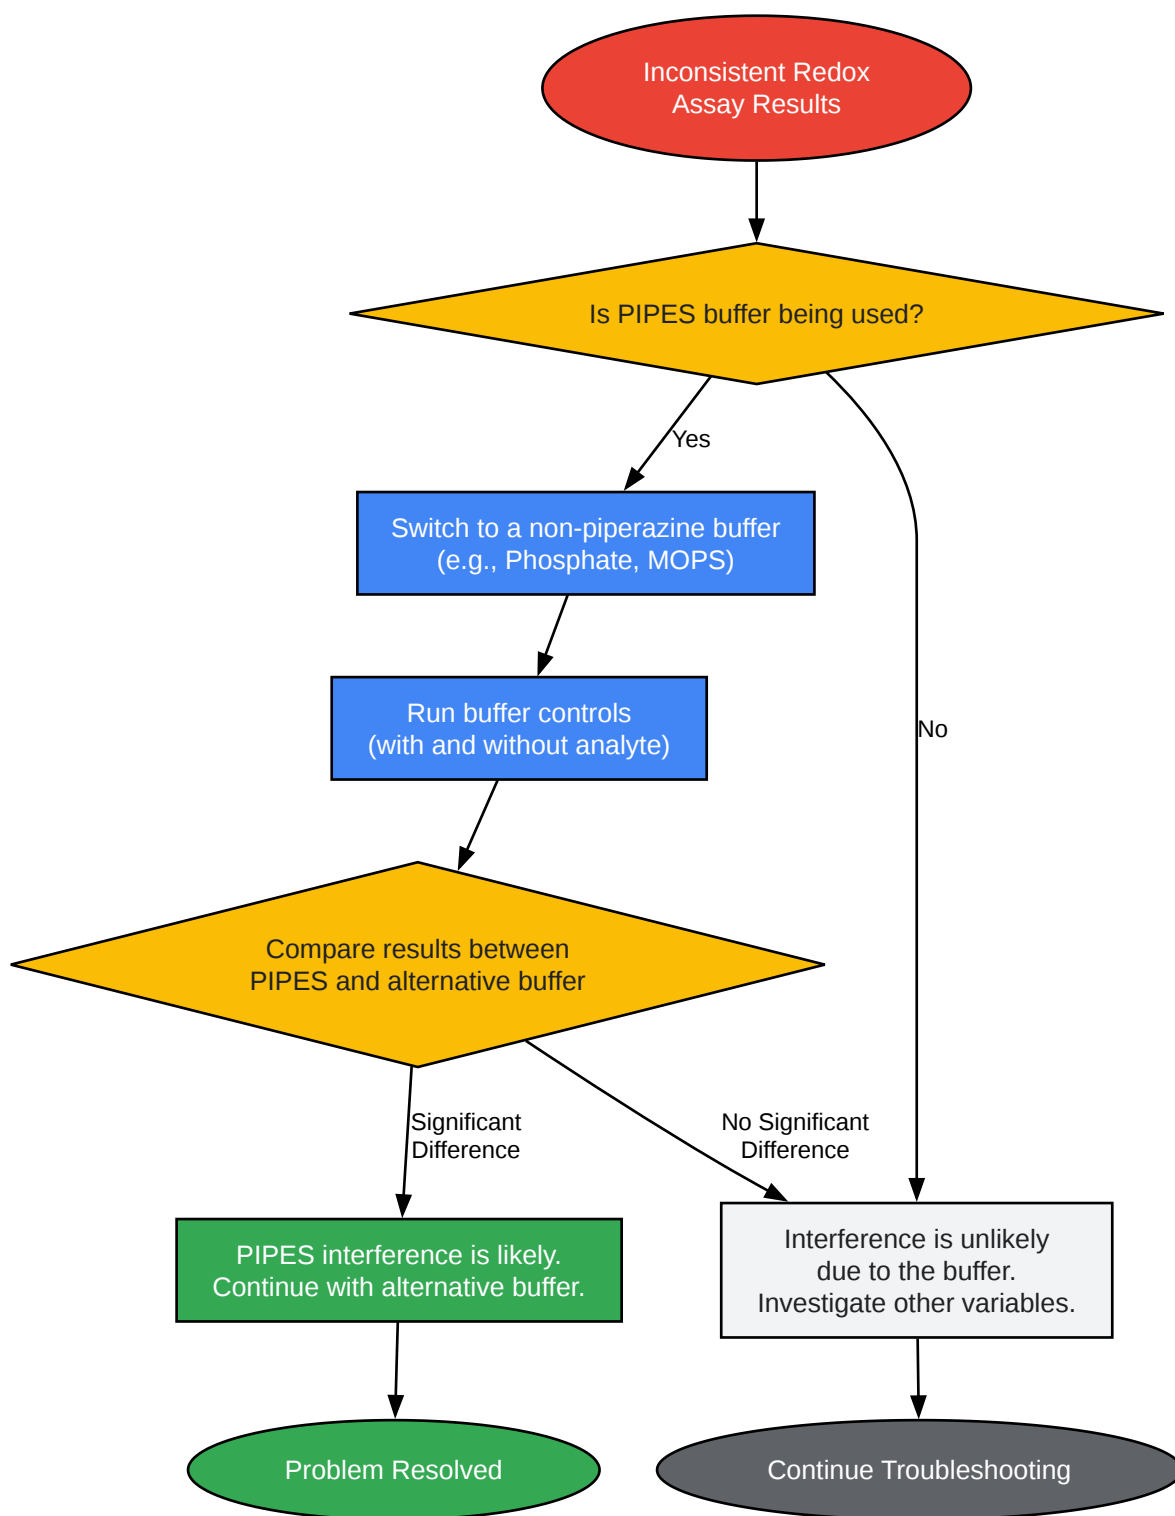 Inconsistent Redox
Assay Results
Is PIPES buffer being used?
Yes
Switch to a non-piperazine buffer
(e.g., Phosphate, MOPS)
Run buffer controls
(with and without analyte)
No
Compare results between
PIPES and alternative buffer
Significant
Difference
No Significant
Difference
PIPES interference is likely.
Continue with alternative buffer.
Interference is unlikely
due to the buffer.
Investigate other variables.
Problem Resolved
Continue Troubleshooting